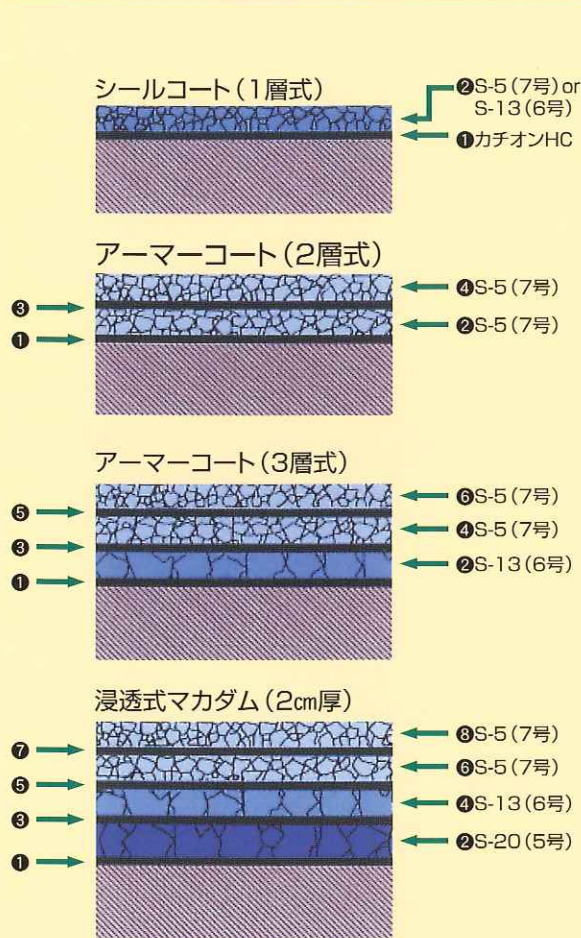 シールコート(1層式)
❷S-5(7号)or
S-13(6号)
❶カチオンHC
アーマーコート(2層式)
❹S-5(7号)
❸
❷S-5(7号)
❶
アーマーコート(3層式)
❻S-5(7号)
❺
❹S-5(7号)
❸
❷S-13(6号)
❶
浸透式マカダム(2㎝厚)
❽S-5(7号)
❼
❻S-5(7号)
❺
❹S-13(6号)
❸
❷S-20(5号)
❶